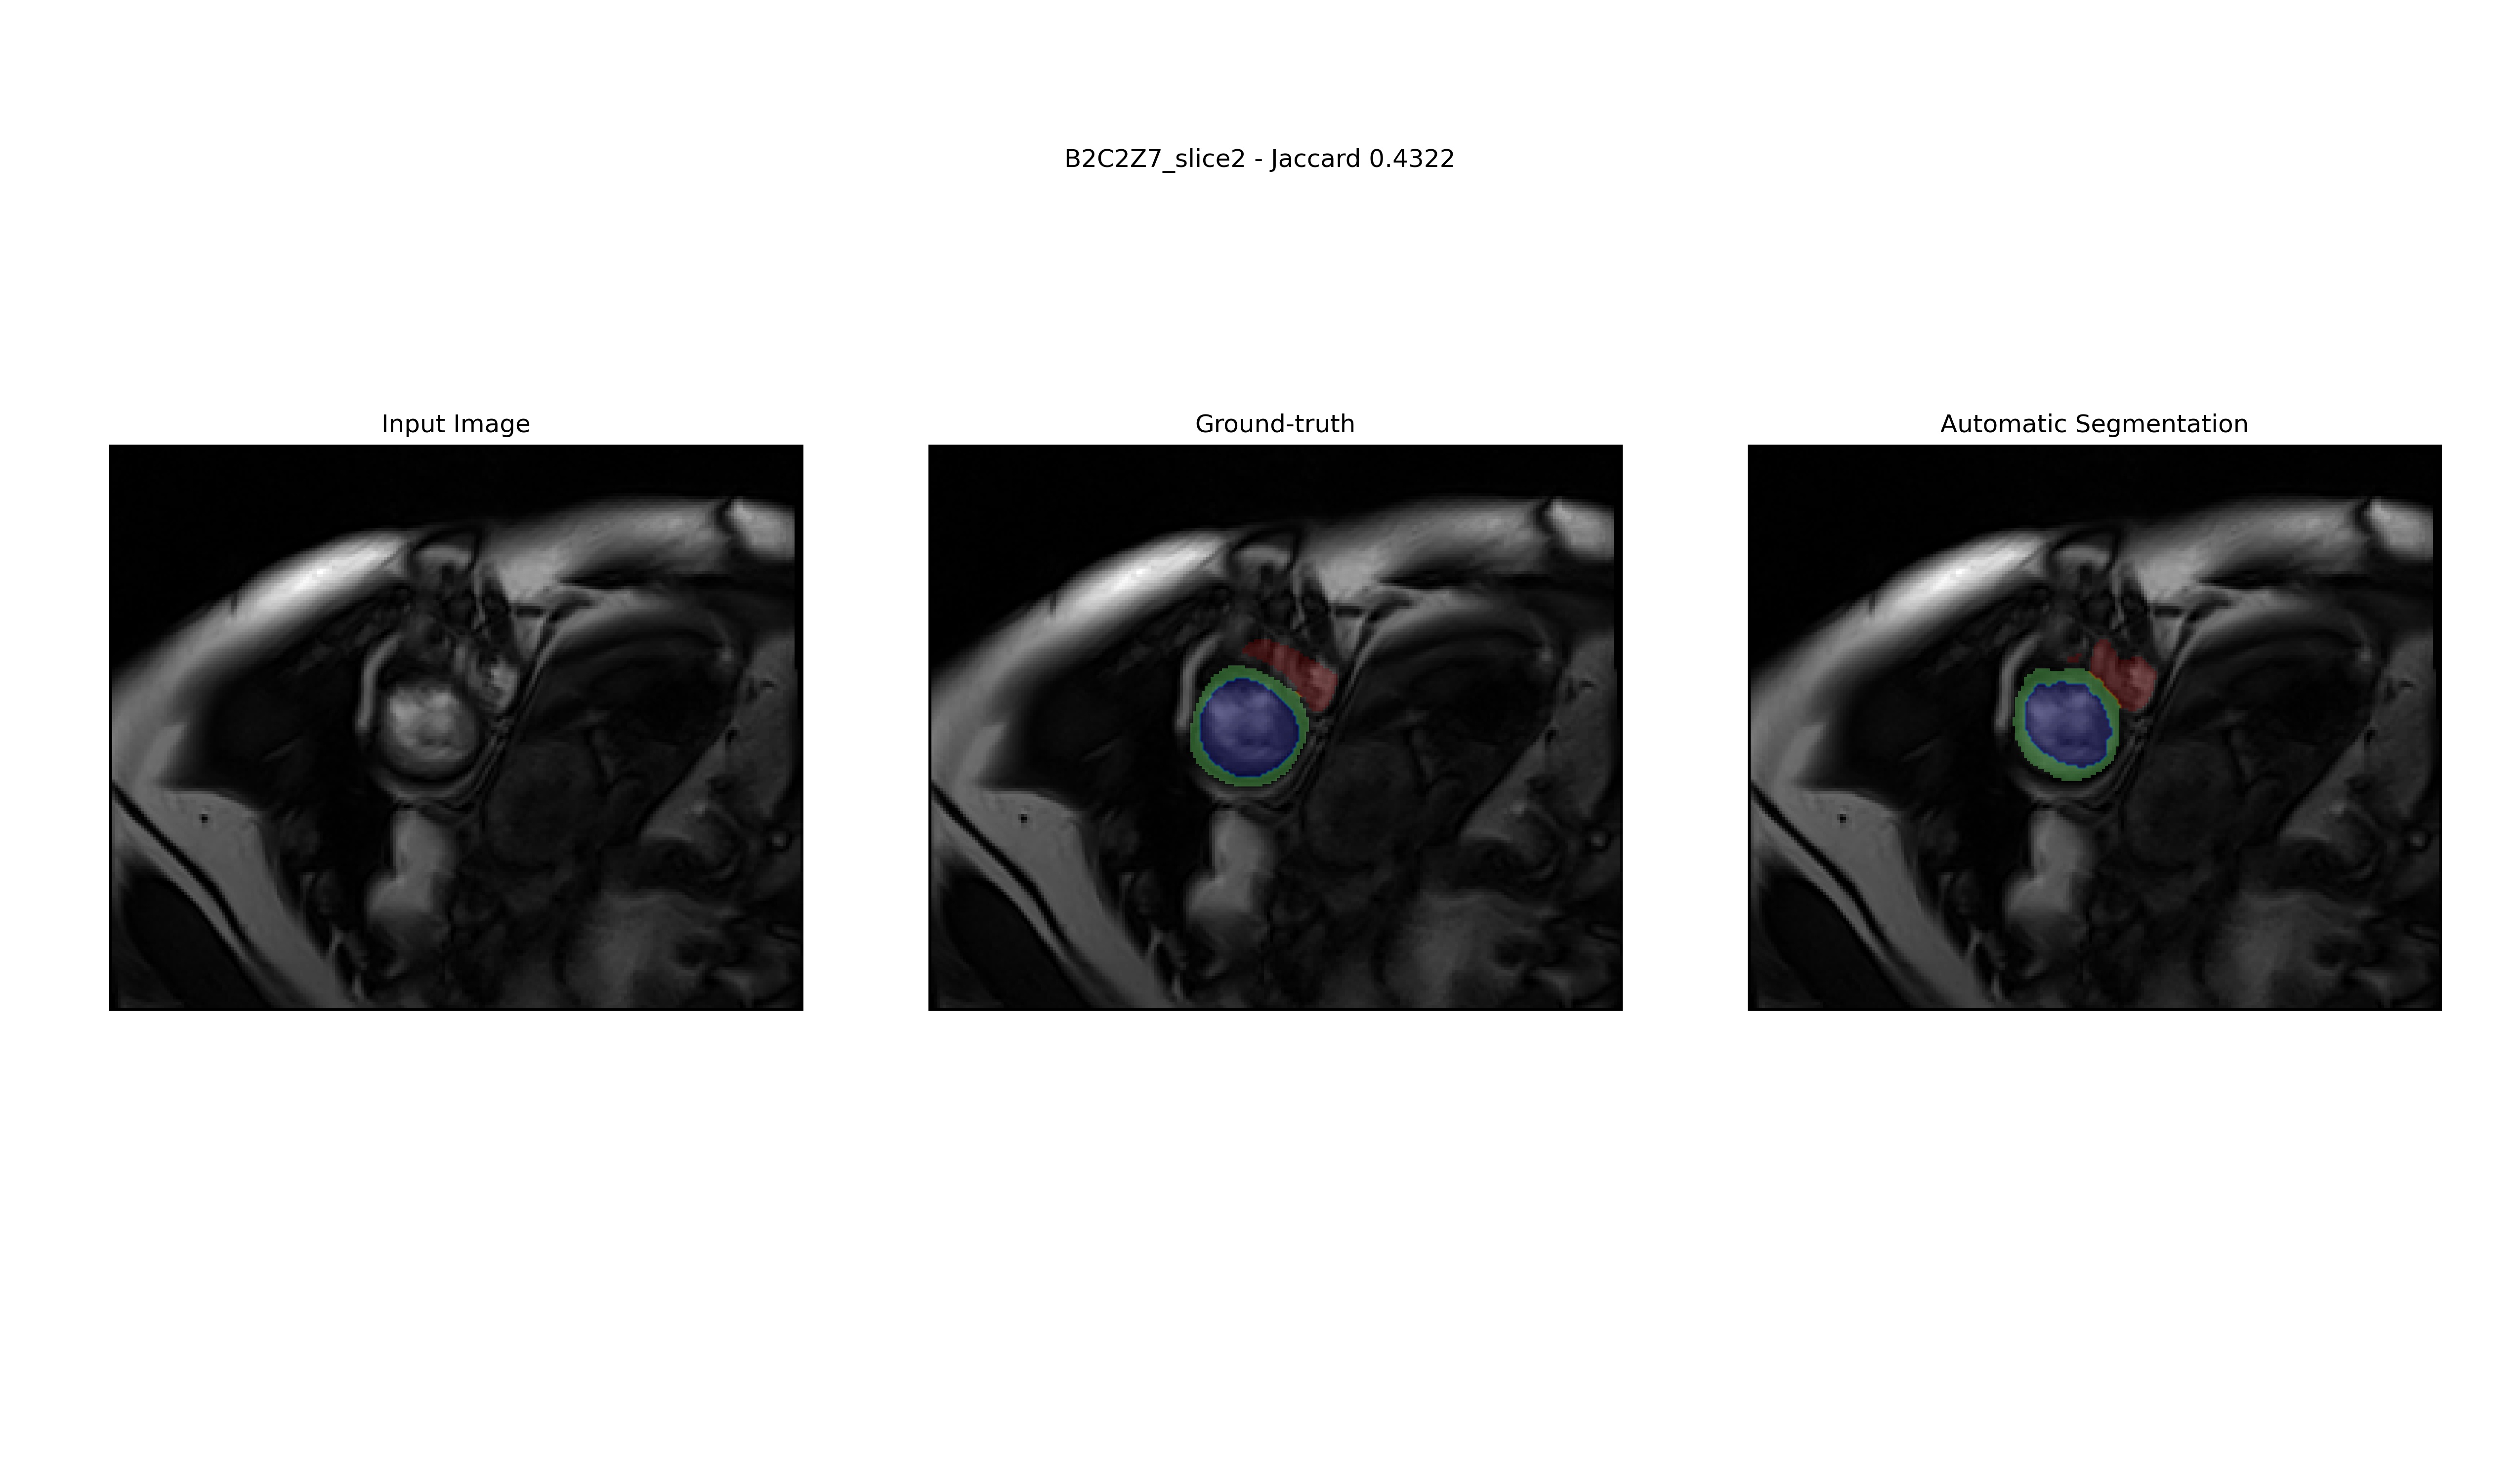 B2C2Z7_slice2 - Jaccard 0.4322
Input Image
Ground-truth
Automatic Segmentation